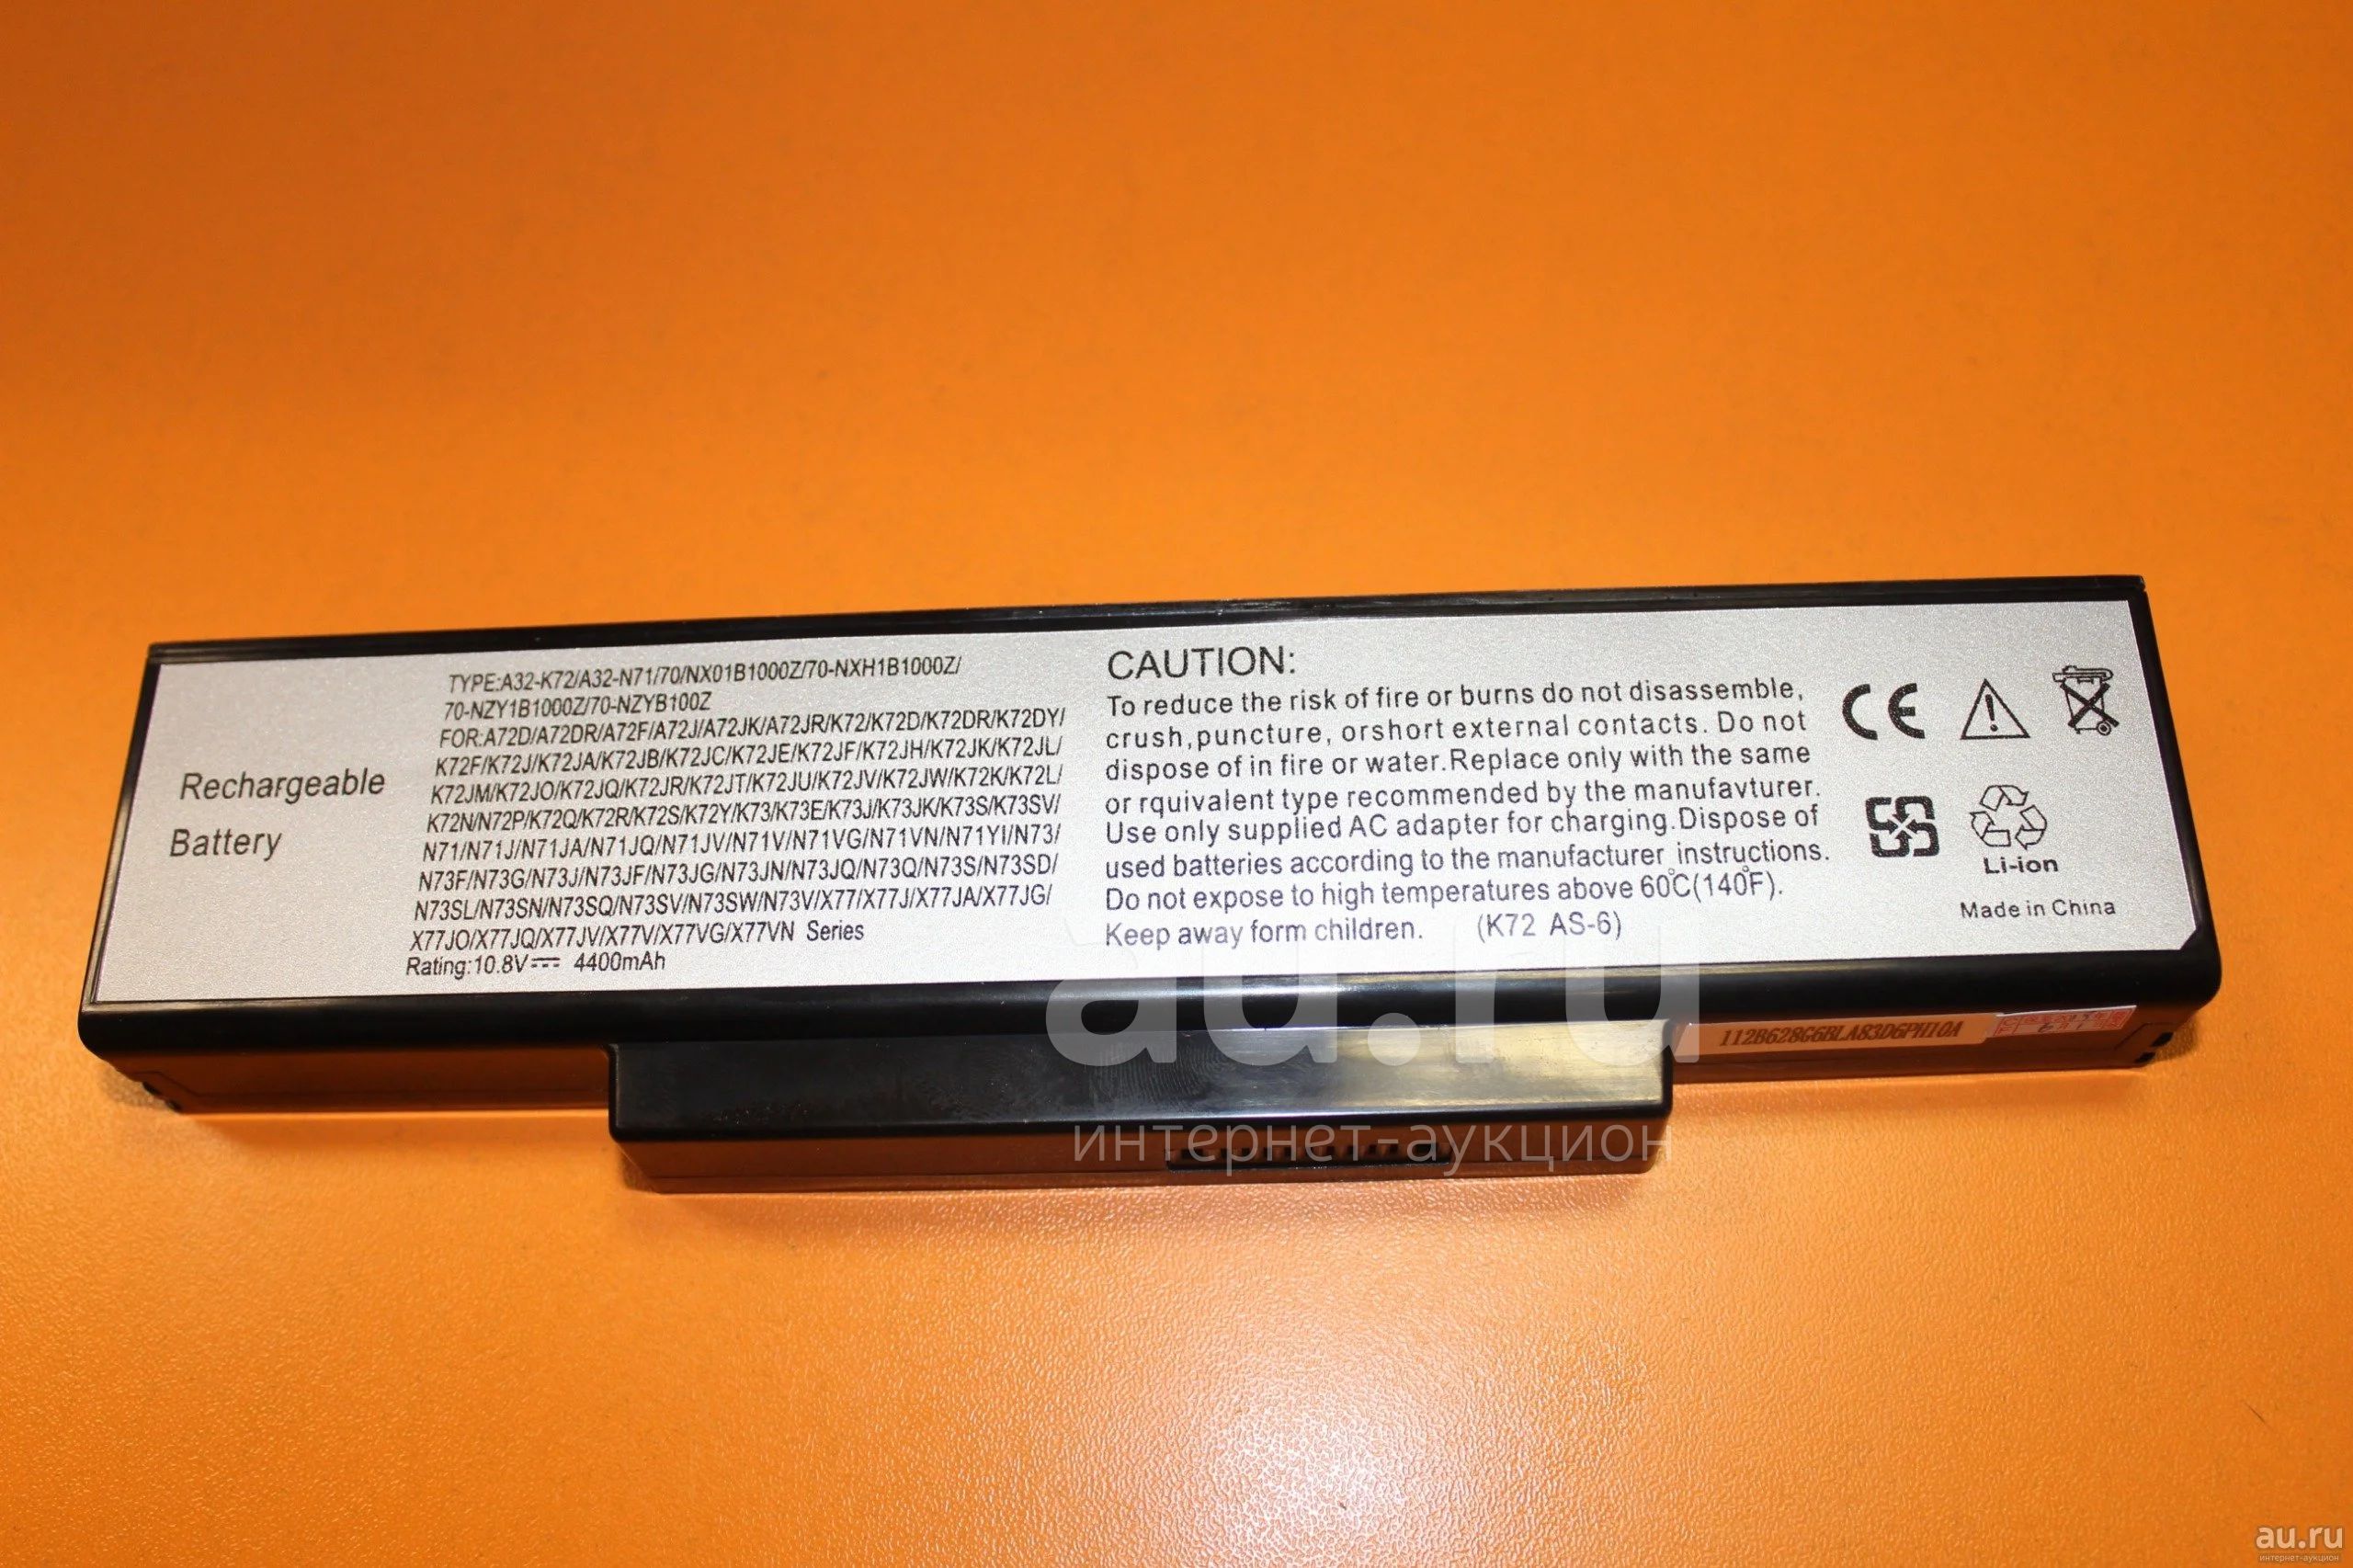 Rechargeable
Battery
TYPE:A32-K72/A32-N71/70/NX01B1000Z/70-NXH1B1000Z/
70-NZY1B1000Z/70-NZYB100Z
FOR:A72D/A72DR/A72F/A72J/A72JK/A72JR/K72/K72D/K72DR/K72DY/
K72F/K72J/K72JA/K72JB/K72JC/K72JE/K72JF/K72JH/K72JK/K72JL/
K72JM/K72JO/K72JQ/K72JR/K72JT/K72JU/K72JV/K72JW/K72K/K72L/
K72N/N72P/K72Q/K72R/K72S/K72Y/K73/K73E/K73J/K73JK/K73S/K73SV/
N71/N71J/N71JA/N71JQ/N71JV/N71V/N71VG/N71VN/N71YI/N73/
N73F/N73G/N73J/N73JF/N73JG/N73JN/N73JQ/N73Q/N73S/N73SD/
N73SL/N73SN/N73SQ/N73SV/N73SW/N73V/X77/X77J/X77JA/X77JG/
X77JO/X77JQ/X77JV/X77V/X77VG/X77VN Series
Rating:10.8V⎓ 4400mAh
CAUTION:
To reduce the risk of fire or burns do not disassemble,
crush,puncture, orshort external contacts. Do not
dispose of in fire or water.Replace only with the same
or rquivalent type recommended by the manufavturer.
Use only supplied AC adapter for charging.Dispose of
used batteries according to the manufacturer instructions.
Do not expose to high temperatures above 60°C(140°F).
Keep away form children. (K72 AS-6)
CE
Li-ion
Made in China
112B628G6BLA83D6PH10A
au.ru
интернет-аукцион
au.ru
интернет-аукцион